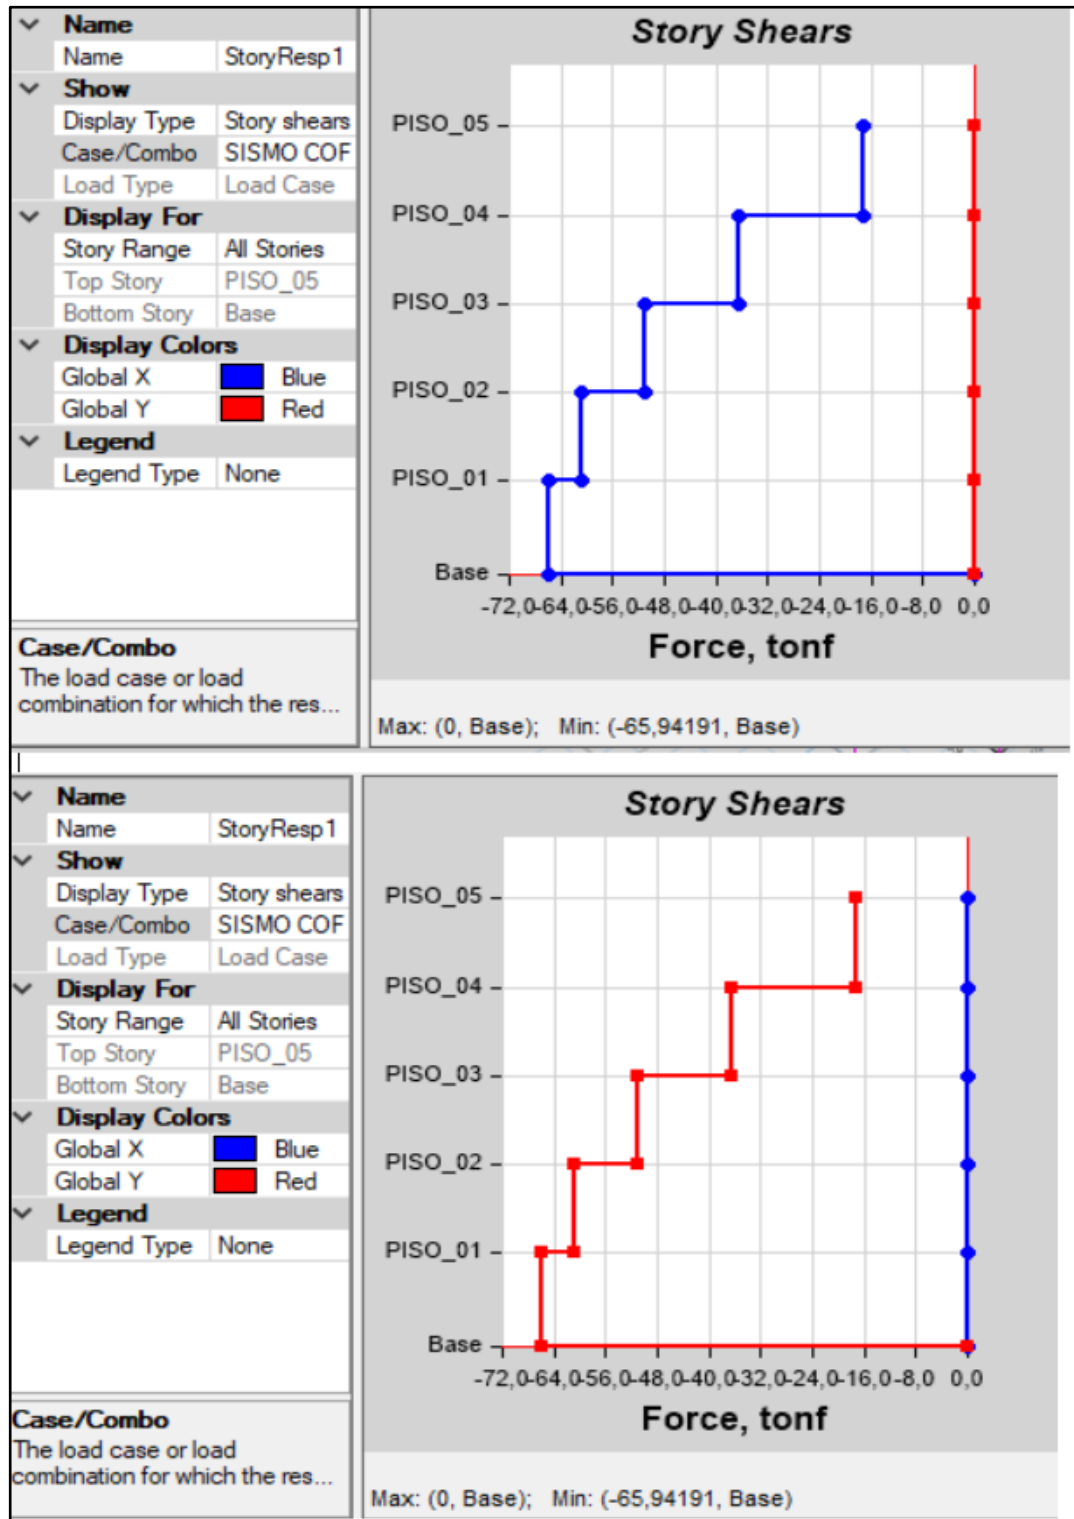 Name
Name StoryResp1
Show
Display Type Story shears
Case/Combo SISMO COF
Load Type Load Case
Display For
Story Range All Stories
Top Story PISO_05
Bottom Story Base
Display Colors
Global X Blue
Global Y Red
Legend
Legend Type None
Case/Combo
The load case or load
combination for which the res...
Story Shears
PISO_05
PISO_04
PISO_03
PISO_02
PISO_01
Base
-72,0-64,0-56,0-48,0-40,0-32,0-24,0-16,0-8,0 0,0
Force, tonf
Max: (0, Base); Min: (-65,94191, Base)
Name
Name StoryResp1
Show
Display Type Story shears
Case/Combo SISMO COF
Load Type Load Case
Display For
Story Range All Stories
Top Story PISO_05
Bottom Story Base
Display Colors
Global X Blue
Global Y Red
Legend
Legend Type None
Case/Combo
The load case or load
combination for which the res...
Story Shears
PISO_05
PISO_04
PISO_03
PISO_02
PISO_01
Base
-72,0-64,0-56,0-48,0-40,0-32,0-24,0-16,0-8,0 0,0
Force, tonf
Max: (0, Base); Min: (-65,94191, Base)